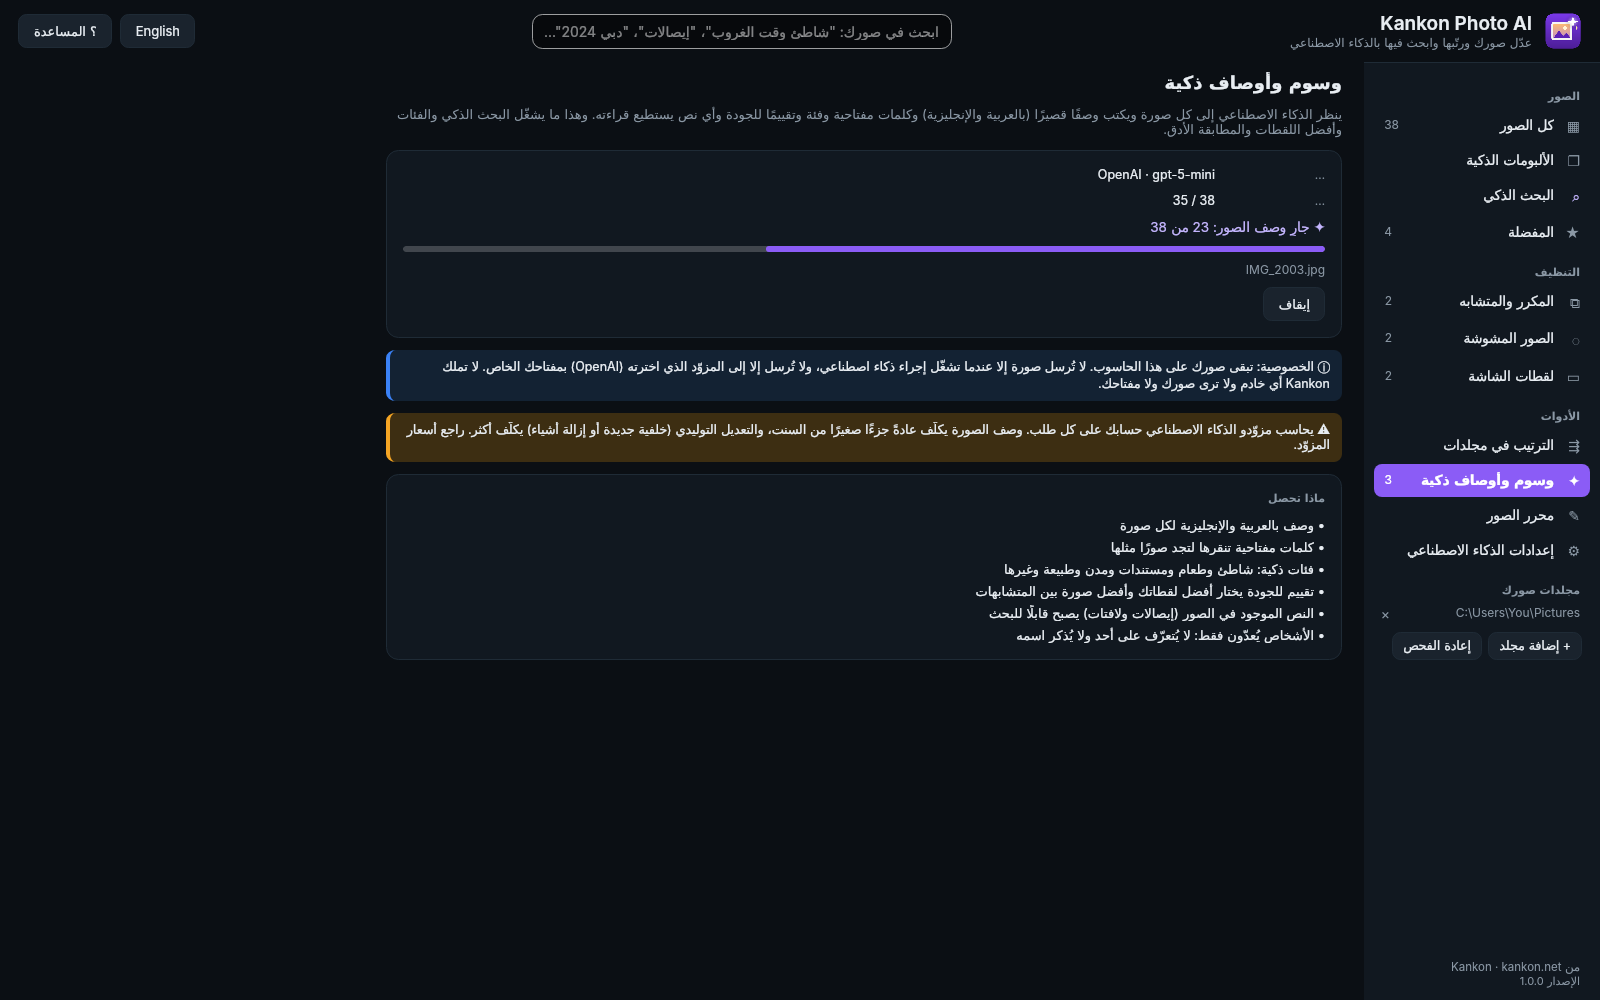 Kankon Photo AI
عدّل صورك ورتّبها وابحث فيها بالذكاء الاصطناعي
ابحث في صورك: "شاطئ وقت الغروب"، "إيصالات"، "دبي 2024"...
English
؟ المساعدة
الصور
كل الصور 38
الألبومات الذكية
البحث الذكي
المفضلة 4
التنظيف
المكرر والمتشابه 2
الصور المشوشة 2
لقطات الشاشة 2
الأدوات
الترتيب في مجلدات
وسوم وأوصاف ذكية 3
محرر الصور
إعدادات الذكاء الاصطناعي
مجلدات صورك
C:\Users\You\Pictures ×
+ إضافة مجلد
إعادة الفحص
من Kankon · kankon.net
الإصدار 1.0.0
وسوم وأوصاف ذكية
ينظر الذكاء الاصطناعي إلى كل صورة ويكتب وصفًا قصيرًا (بالعربية والإنجليزية) وكلمات مفتاحية وفئة وتقييمًا للجودة وأي نص يستطيع قراءته. وهذا ما يشغّل البحث الذكي والفئات
وأفضل اللقطات والمطابقة الأدق.
... OpenAI · gpt-5-mini
... 35 / 38
✦ جارٍ وصف الصور: 23 من 38
IMG_2003.jpg
إيقاف
ⓘ الخصوصية: تبقى صورك على هذا الحاسوب. لا تُرسل صورة إلا عندما تشغّل إجراء ذكاء اصطناعي، ولا تُرسل إلا إلى المزوّد الذي اخترته (OpenAI) بمفتاحك الخاص. لا تملك
Kankon أي خادم ولا ترى صورك ولا مفتاحك.
⚠ يحاسب مزوّدو الذكاء الاصطناعي حسابك على كل طلب. وصف الصورة يكلّف عادةً جزءًا صغيرًا من السنت، والتعديل التوليدي (خلفية جديدة أو إزالة أشياء) يكلّف أكثر. راجع أسعار
المزوّد.
ماذا نحصل
• وصف بالعربية والإنجليزية لكل صورة
• كلمات مفتاحية تنقرها لتجد صورًا مثلها
• فئات ذكية: شاطئ وطعام ومستندات ومدن وطبيعة وغيرها
• تقييم للجودة يختار أفضل لقطاتك وأفضل صورة بين المتشابهات
• النص الموجود في الصور (إيصالات ولافتات) يصبح قابلًا للبحث
• الأشخاص يُعدّون فقط: لا يُتعرّف على أحد ولا يُذكر اسمه